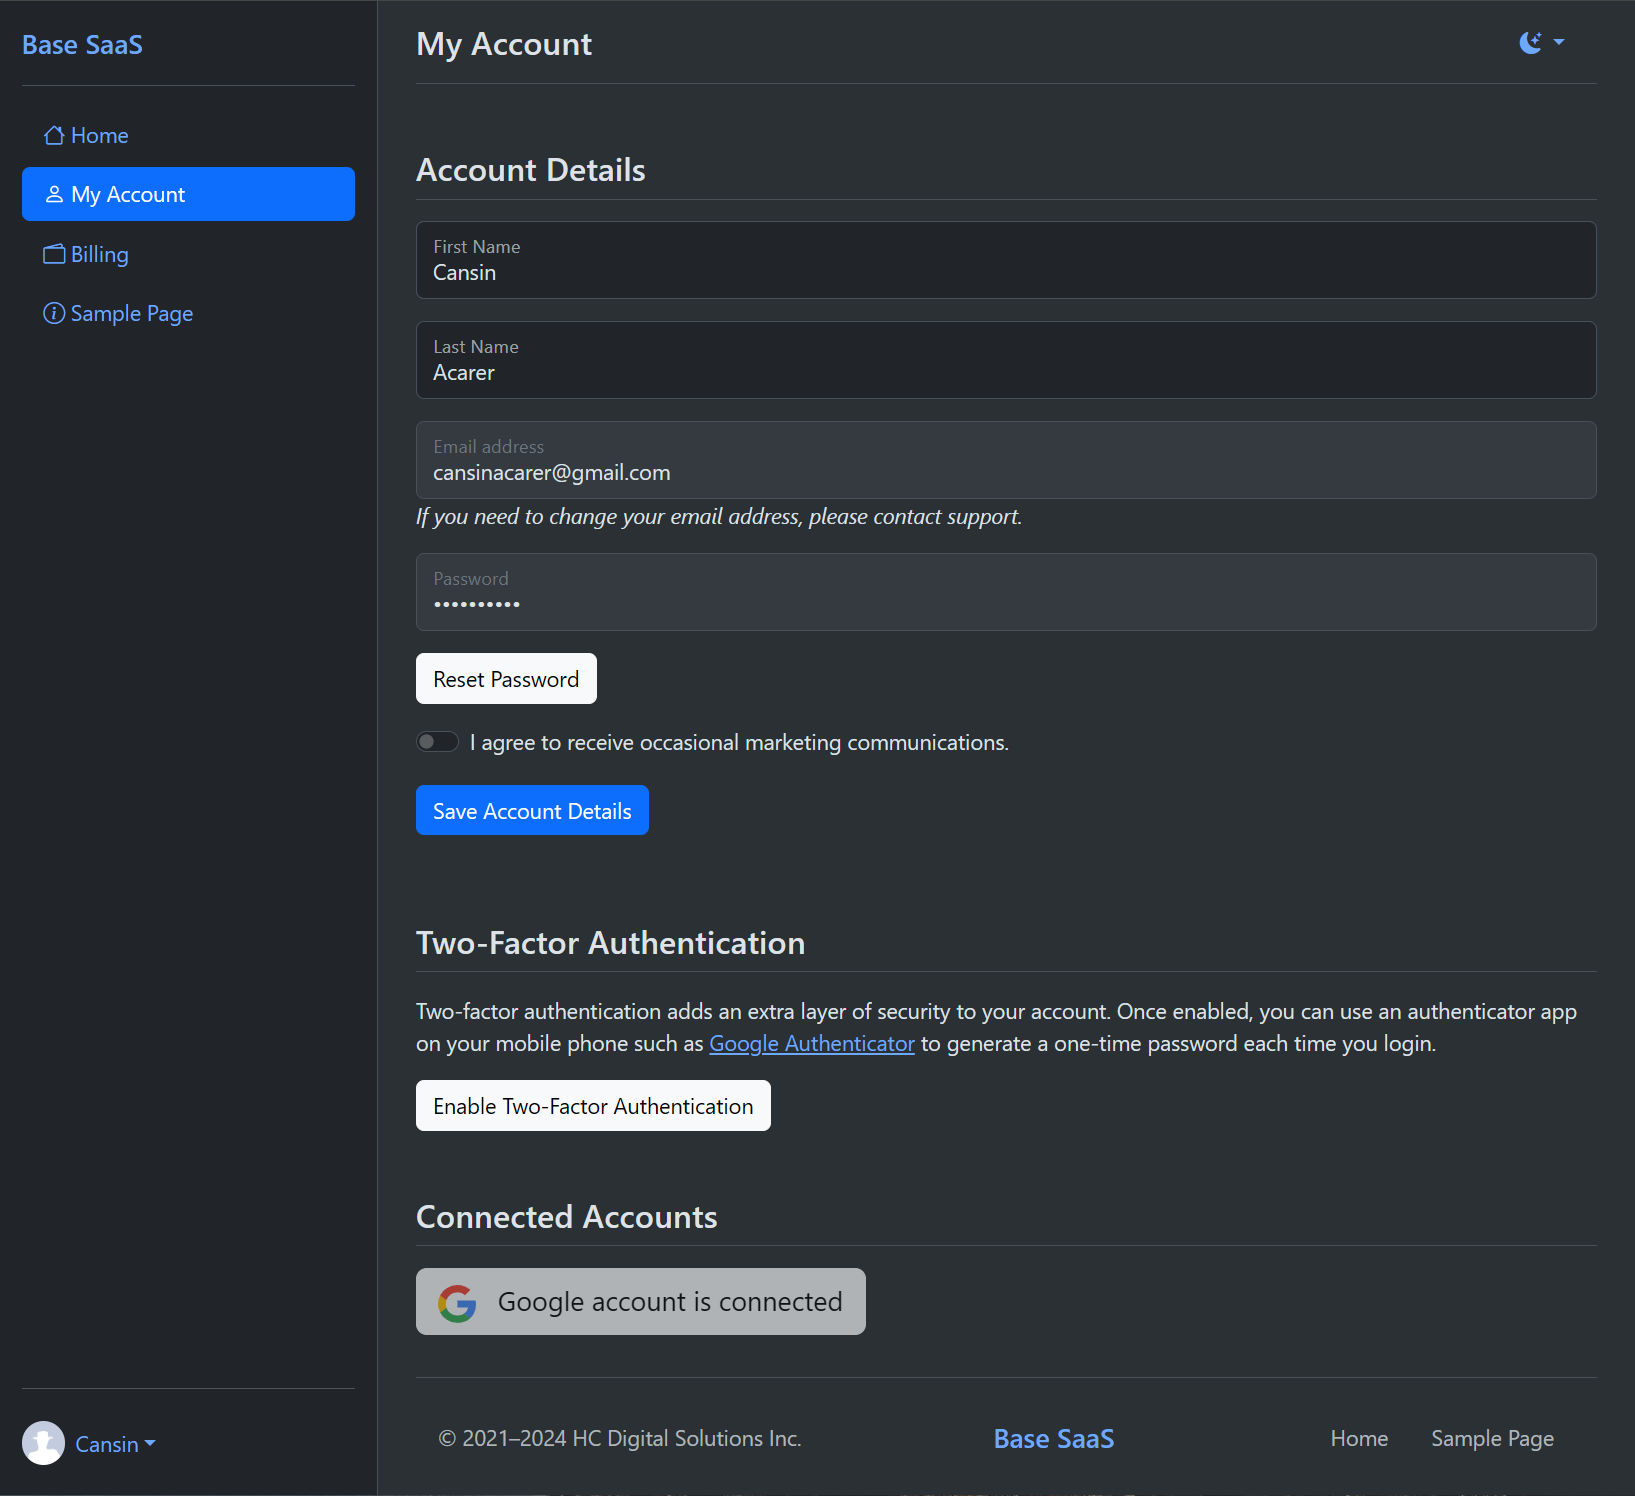 Base SaaS
Home
My Account
Billing
Sample Page
Cansin
My Account
Account Details
First Name
Cansin
Last Name
Acarer
Email address
cansinacarer@gmail.com
If you need to change your email address, please contact support.
Password
••••••••••
Reset Password
I agree to receive occasional marketing communications.
Save Account Details
Two-Factor Authentication
Two-factor authentication adds an extra layer of security to your account. Once enabled, you can use an authenticator app
on your mobile phone such as Google Authenticator to generate a one-time password each time you login.
Enable Two-Factor Authentication
Connected Accounts
Google account is connected
© 2021–2024 HC Digital Solutions Inc.
Base SaaS
Home
Sample Page